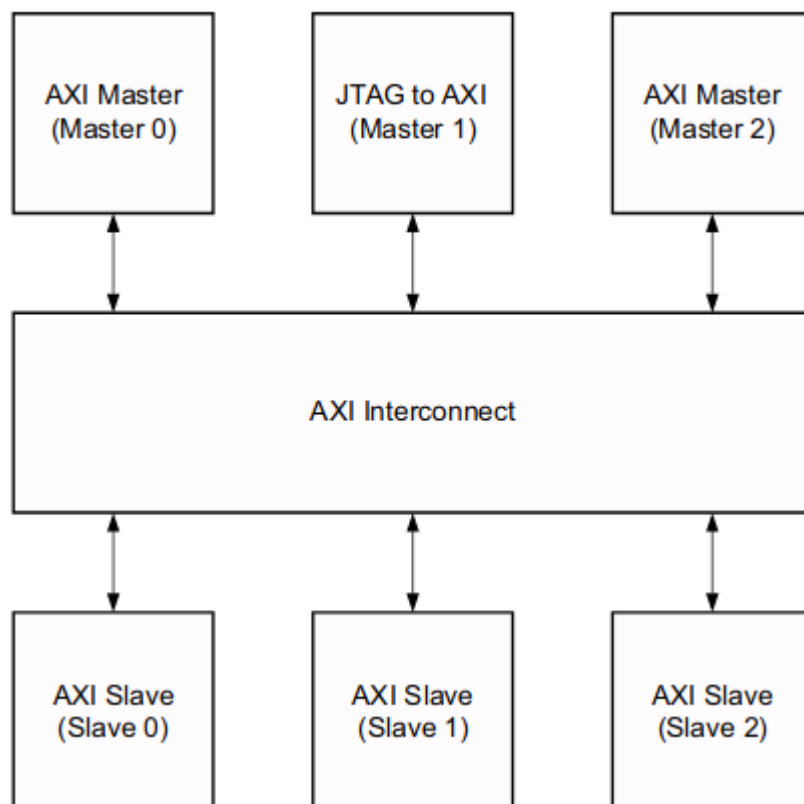 AXI Master
(Master 0)
JTAG to AXI
(Master 1)
AXI Master
(Master 2)
AXI Interconnect
AXI Slave
(Slave 0)
AXI Slave
(Slave 1)
AXI Slave
(Slave 2)